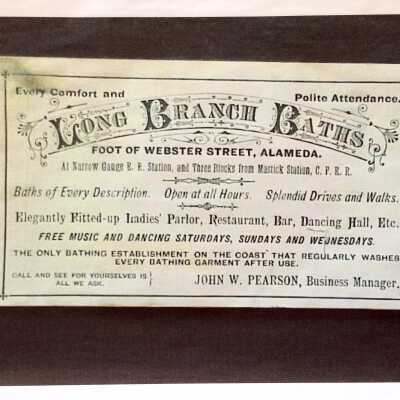 Every Comfort and Polite Attendance.
LONG BRANCH BATHS
FOOT OF WEBSTER STREET, ALAMEDA.
At Narrow Gauge R. R. Station, and Three Blocks from Mastick Station, C. P. R. R.
Baths of Every Description. Open at all Hours. Splendid Drives and Walks.
Elegantly Fitted-up Ladies' Parlor, Restaurant, Bar, Dancing Hall, Etc.
FREE MUSIC AND DANCING SATURDAYS, SUNDAYS AND WEDNESDAYS.
THE ONLY BATHING ESTABLISHMENT ON THE COAST THAT REGULARLY WASHES
EVERY BATHING GARMENT AFTER USE.
CALL AND SEE FOR YOURSELVES IS
ALL WE ASK.
JOHN W. PEARSON, Business Manager.